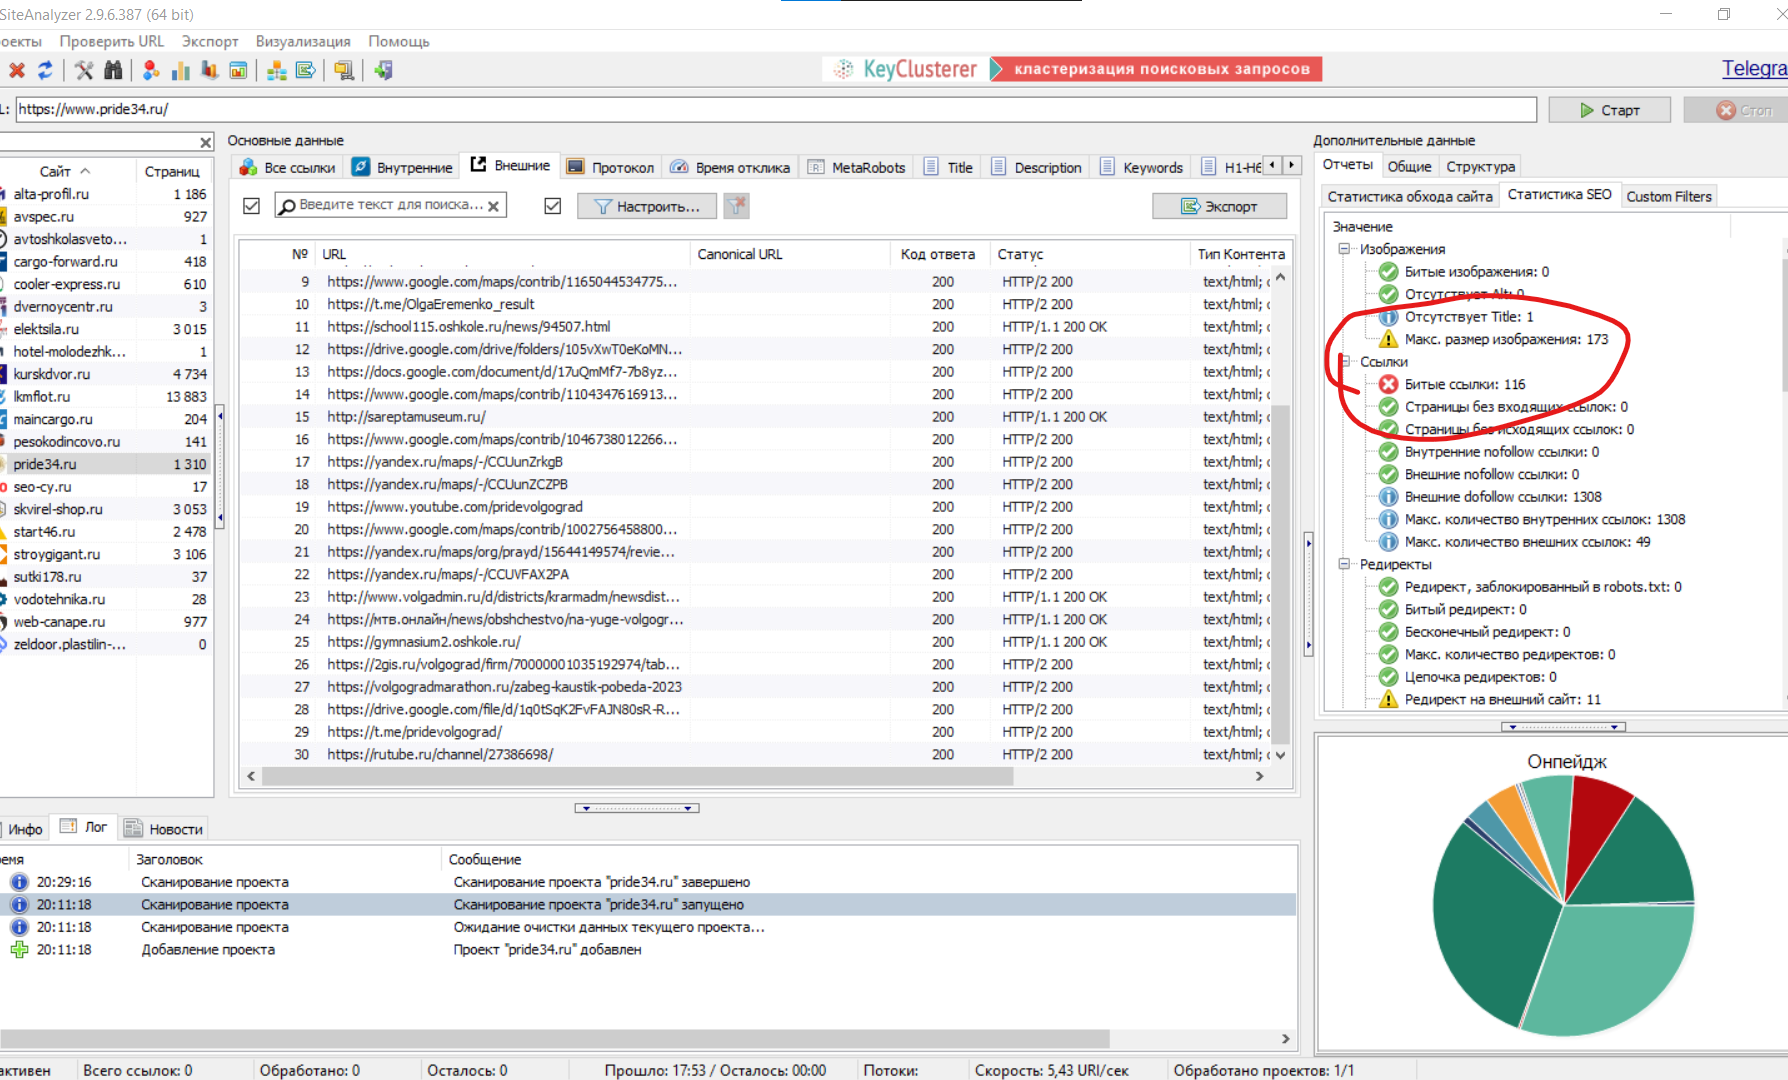 SiteAnalyzer 2.9.6.387 (64 bit)
Проверить URL Экспорт Визуализация Помощь
KeyClusterer кластеризация поисковых запросов
https://www.pride34.ru/
Старт
Стоп
Сайт Страниц
alta-profil.ru 1 186
avspec.ru 927
avtoshkolasveto... 1
cargo-forward.ru 418
cooler-express.ru 610
dvernoycentr.ru 3
elektsila.ru 3 015
hotel-molodezhk... 1
kurskdvor.ru 4 734
lkmflot.ru 13 883
maincargo.ru 204
pesokodincovo.ru 141
pride34.ru 1 310
seo-cy.ru 17
skvirel-shop.ru 3 053
start46.ru 2 478
stroygigant.ru 3 106
sutki178.ru 37
vodotehnika.ru 28
web-canape.ru 977
zeldoor.plastilin-... 0
Основные данные
Все ссылки Внутренние Внешние Протокол Время отклика MetaRobots Title Description Keywords
Введите текст для поиска...
Настроить...
Экспорт
№ URL Canonical URL Код ответа Статус Тип Контента
9 https://www.google.com/maps/contrib/1165044534775... 200 HTTP/2 200 text/html;
10 https://t.me/OlgaEremenko_result 200 HTTP/2 200 text/html;
11 https://school115.oshkole.ru/news/94507.html 200 HTTP/1.1 200 OK text/html;
12 https://drive.google.com/drive/folders/105vXwT0eKoMN... 200 HTTP/2 200 text/html;
13 https://docs.google.com/document/d/17uQmMf7-7b8yz... 200 HTTP/2 200 text/html;
14 https://www.google.com/maps/contrib/1104347616913... 200 HTTP/2 200 text/html;
15 http://sareptamuseum.ru/ 200 HTTP/1.1 200 OK text/html;
16 https://www.google.com/maps/contrib/1046738012266... 200 HTTP/2 200 text/html;
17 https://yandex.ru/maps/-/CCUunZrkgB 200 HTTP/2 200 text/html;
18 https://yandex.ru/maps/-/CCUunZCZPB 200 HTTP/2 200 text/html;
19 https://www.youtube.com/pridevolgograd 200 HTTP/2 200 text/html;
20 https://www.google.com/maps/contrib/1002756458800... 200 HTTP/2 200 text/html;
21 https://yandex.ru/maps/org/prayd/15644149574/revie... 200 HTTP/2 200 text/html;
22 https://yandex.ru/maps/-/CCUVFAX2PA 200 HTTP/2 200 text/html;
23 http://www.volgadmin.ru/d/districts/krarmadm/newsdist... 200 HTTP/1.1 200 OK text/html;
24 https://мтв.онлайн/news/obshchestvo/na-yuge-volgogr... 200 HTTP/1.1 200 OK text/html;
25 https://gymnasium2.oshkole.ru/ 200 HTTP/1.1 200 OK text/html;
26 https://2gis.ru/volgograd/firm/70000001035192974/tab... 200 HTTP/2 200 text/html;
27 https://volgogradmarathon.ru/zabeg-kaustik-pobeda-2023 200 HTTP/2 200 text/html;
28 https://drive.google.com/file/d/1q0tSqK2FvFAJN80sR-R... 200 HTTP/2 200 text/html;
29 https://t.me/pridevolgograd/ 200 HTTP/2 200 text/html;
30 https://rutube.ru/channel/27386698/ 200 HTTP/2 200 text/html;
Дополнительные данные
Отчеты Общие Структура
Статистика обхода сайта Статистика SEO Custom Filters
Значение
Изображения
Битые изображения: 0
Отсутствует Alt: 0
Отсутствует Title: 1
Макс. размер изображения: 173
Ссылки
Битые ссылки: 116
Страницы без входящих ссылок: 0
Страницы без исходящих ссылок: 0
Внутренние nofollow ссылки: 0
Внешние nofollow ссылки: 0
Внешние dofollow ссылки: 1308
Макс. количество внутренних ссылок: 1308
Макс. количество внешних ссылок: 49
Редиректы
Редирект, заблокированный в robots.txt: 0
Битый редирект: 0
Бесконечный редирект: 0
Макс. количество редиректов: 0
Цепочка редиректов: 0
Редирект на внешний сайт: 11
Онпейдж
Инфо Лог Новости
Заголовок Сообщение
20:29:16 Сканирование проекта Сканирование проекта "pride34.ru" завершено
20:11:18 Сканирование проекта Сканирование проекта "pride34.ru" запущено
20:11:18 Сканирование проекта Ожидание очистки данных текущего проекта...
20:11:18 Добавление проекта Проект "pride34.ru" добавлен
Всего ссылок: 0 Обработано: 0 Осталось: 0 Прошло: 17:53 / Осталось: 00:00 Потоки: Скорость: 5,43 URI/сек Обработано проектов: 1/1